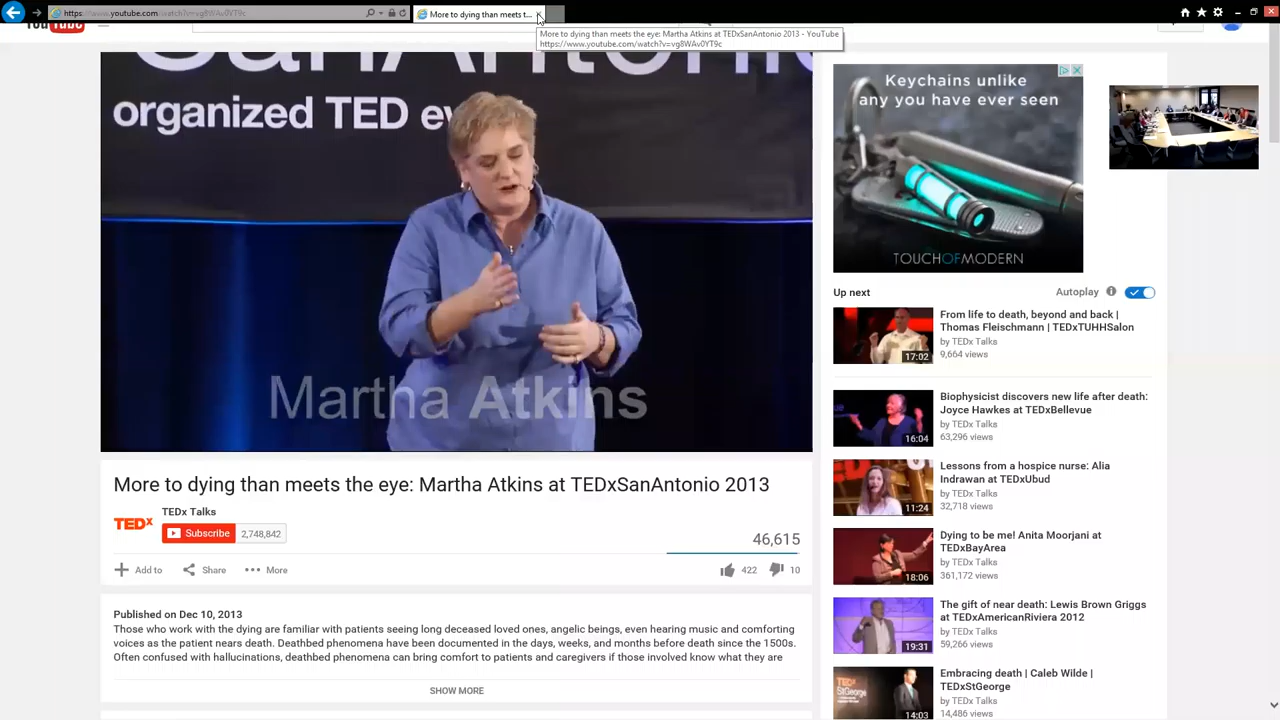 https://www.youtube.com/watch?v=vg8WAv0YT9c
More to dying than meets t...
More to dying than meets the eye: Martha Atkins at TEDxSanAntonio 2013 - YouTube
https://www.youtube.com/watch?v=vg8WAv0YT9c
organized TED ev
Martha Atkins
Keychains unlike
any you have ever seen
TOUCHOFMODERN
Up next
Autoplay
From life to death, beyond and back |
Thomas Fleischmann | TEDxTUHHSalon
by TEDx Talks
9,664 views
17:02
Biophysicist discovers new life after death:
Joyce Hawkes at TEDxBellevue
by TEDx Talks
63,296 views
16:04
Lessons from a hospice nurse: Alia
Indrawan at TEDxUbud
by TEDx Talks
32,718 views
11:24
Dying to be me! Anita Moorjani at
TEDxBayArea
by TEDx Talks
361,172 views
18:06
The gift of near death: Lewis Brown Griggs
at TEDxAmericanRiviera 2012
by TEDx Talks
59,266 views
19:31
Embracing death | Caleb Wilde |
TEDxStGeorge
by TEDx Talks
14,486 views
14:03
More to dying than meets the eye: Martha Atkins at TEDxSanAntonio 2013
TEDx
TEDx Talks
Subscribe 2,748,842
46,615
Add to Share More 422 10
Published on Dec 10, 2013
Those who work with the dying are familiar with patients seeing long deceased loved ones, angelic beings, even hearing music and comforting
voices as the patient nears death. Deathbed phenomena have been documented in the days, weeks, and months before death since the 1500s.
Often confused with hallucinations, deathbed phenomena can bring comfort to patients and caregivers if those involved know what they are
SHOW MORE